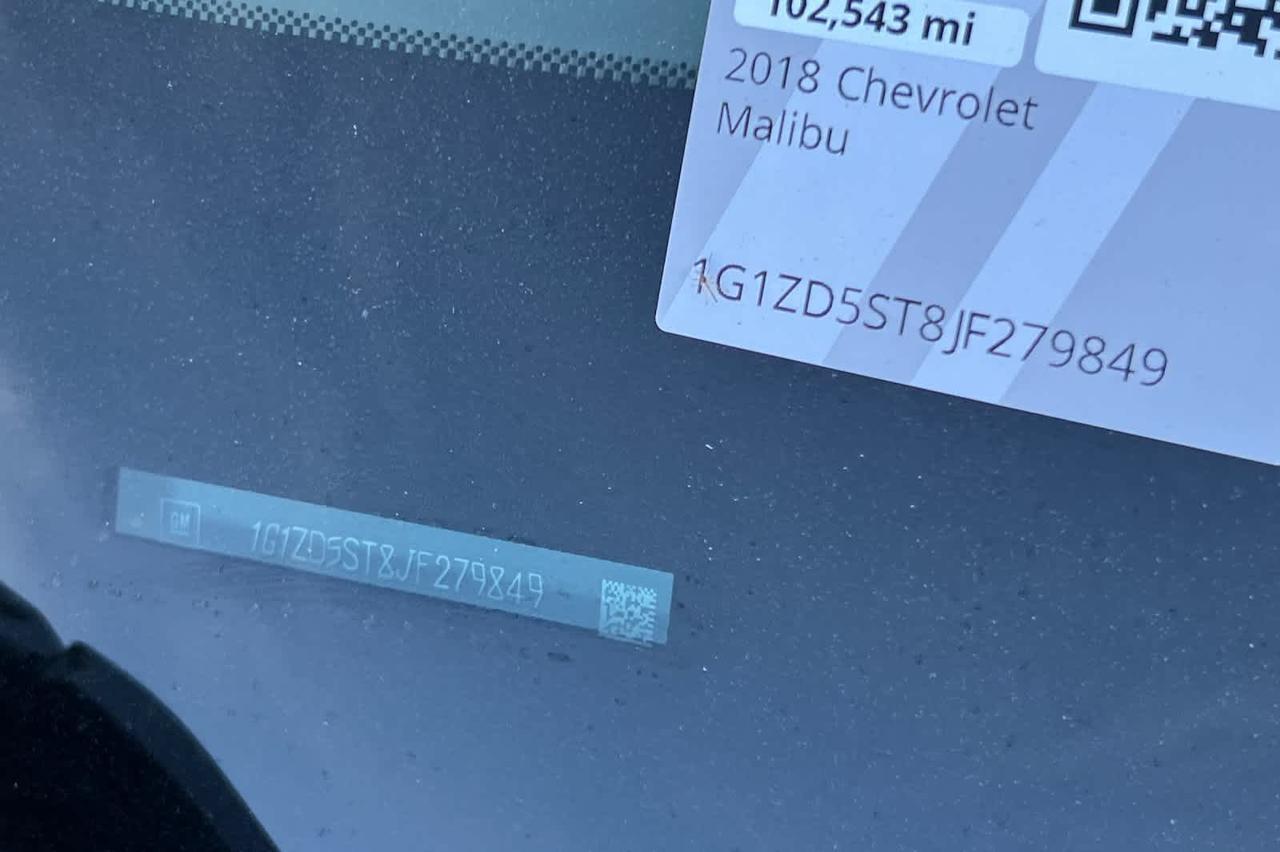 102,543 mi
2018 Chevrolet
Malibu
1G1ZD5ST8JF279849
GM 1G1ZD5ST8JF279849